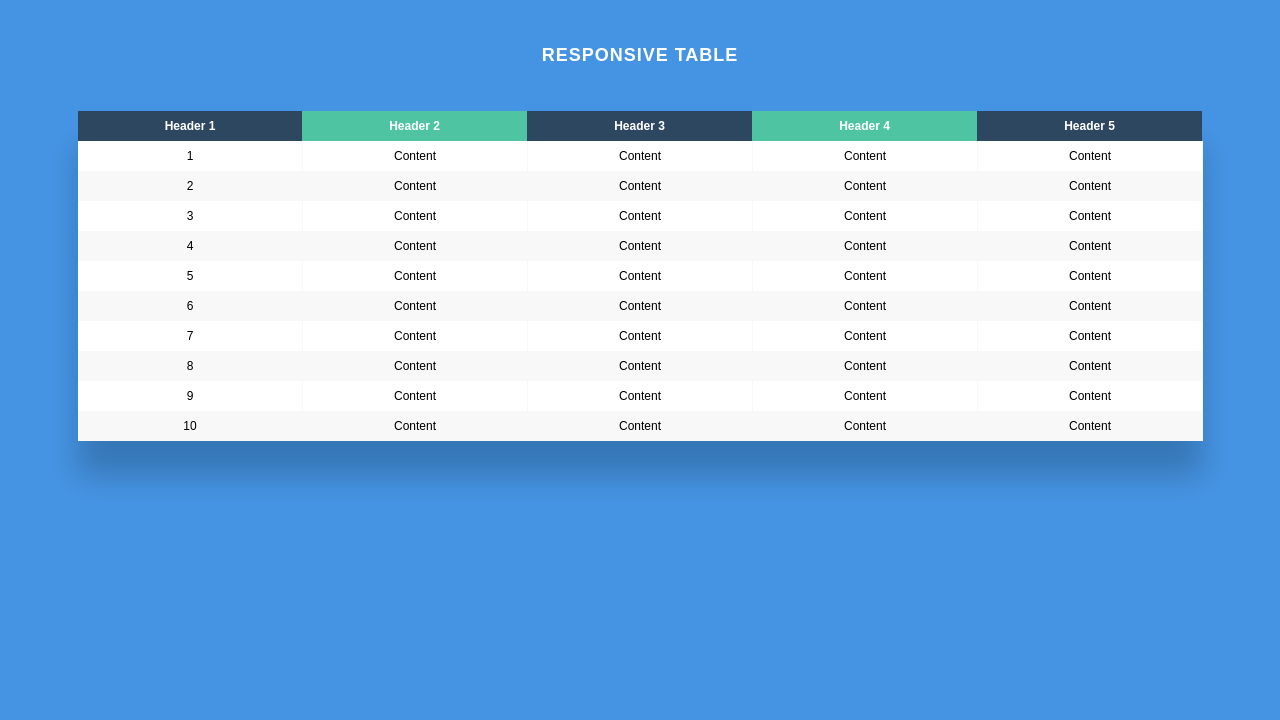 RESPONSIVE TABLE
Header 1 Header 2 Header 3 Header 4 Header 5
1 Content Content Content Content
2 Content Content Content Content
3 Content Content Content Content
4 Content Content Content Content
5 Content Content Content Content
6 Content Content Content Content
7 Content Content Content Content
8 Content Content Content Content
9 Content Content Content Content
10 Content Content Content Content